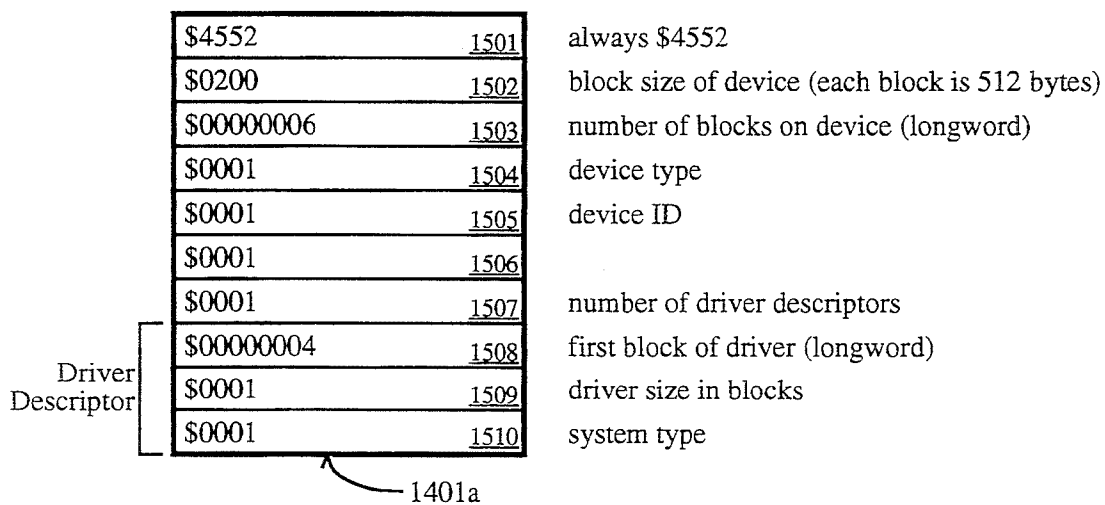 $4552 1501 always $4552
$0200 1502 block size of device (each block is 512 bytes)
$00000006 1503 number of blocks on device (longword)
$0001 1504 device type
$0001 1505 device ID
$0001 1506
$0001 1507 number of driver descriptors
$00000004 1508 first block of driver (longword)
Driver
Descriptor
$0001 1509 driver size in blocks
$0001 1510 system type
1401a